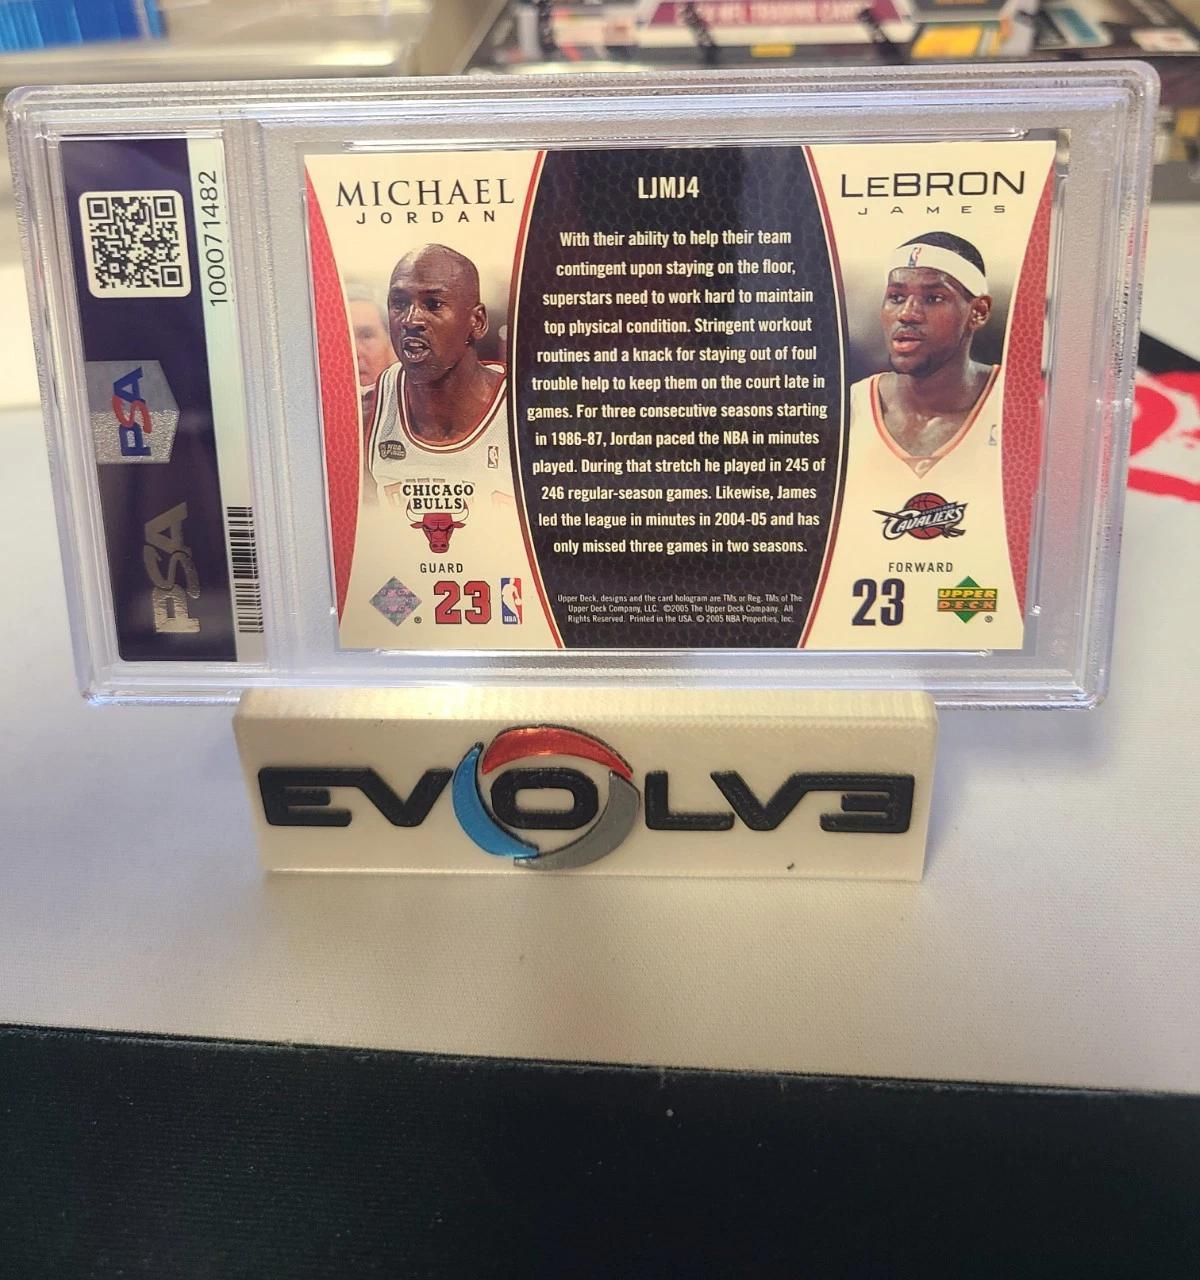 100071482
PSA
PSA
MICHAEL
JORDAN
CHICAGO
BULLS
GUARD
23
NBA
LJMJ4
With their ability to help their team
contingent upon staying on the floor,
superstars need to work hard to maintain
top physical condition. Stringent workout
routines and a knack for staying out of foul
trouble help to keep them on the court late in
games. For three consecutive seasons starting
in 1986-87, Jordan paced the NBA in minutes
played. During that stretch he played in 245 of
246 regular-season games. Likewise, James
led the league in minutes in 2004-05 and has
only missed three games in two seasons.
Upper Deck, designs and the card hologram are TMs or Reg. TMs of The
Upper Deck Company, LLC. ©2005 The Upper Deck Company. All
Rights Reserved. Printed in the USA. © 2005 NBA Properties, Inc.
LEBRON
JAMES
CLEVELAND
CAVALIERS
FORWARD
23
UPPER
DECK
EVOLV3